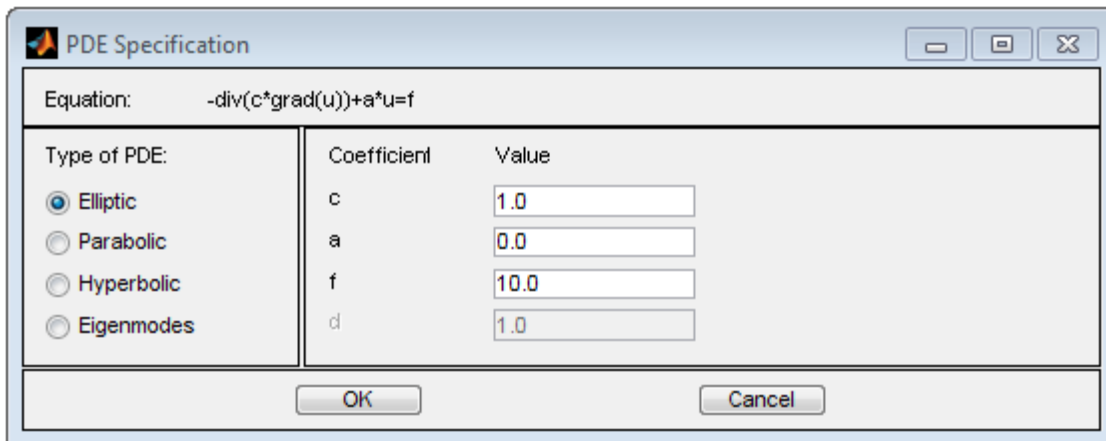 PDE Specification
Equation: -div(c*grad(u))+a*u=f
Type of PDE:
Elliptic
Parabolic
Hyperbolic
Eigenmodes
Coefficient Value
c 1.0
a 0.0
f 10.0
d 1.0
OK Cancel